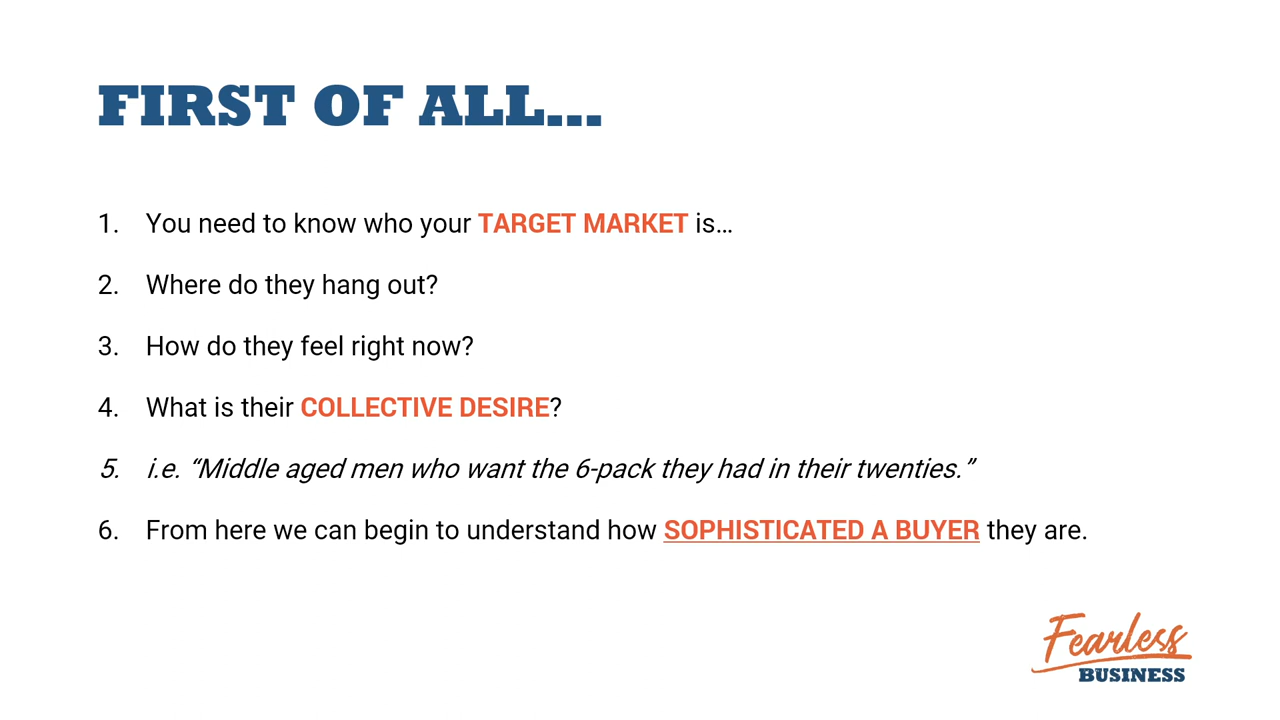 FIRST OF ALL...
1. You need to know who your TARGET MARKET is…
2. Where do they hang out?
3. How do they feel right now?
4. What is their COLLECTIVE DESIRE?
5. i.e. “Middle aged men who want the 6-pack they had in their twenties.”
6. From here we can begin to understand how SOPHISTICATED A BUYER they are.
Fearless
BUSINESS